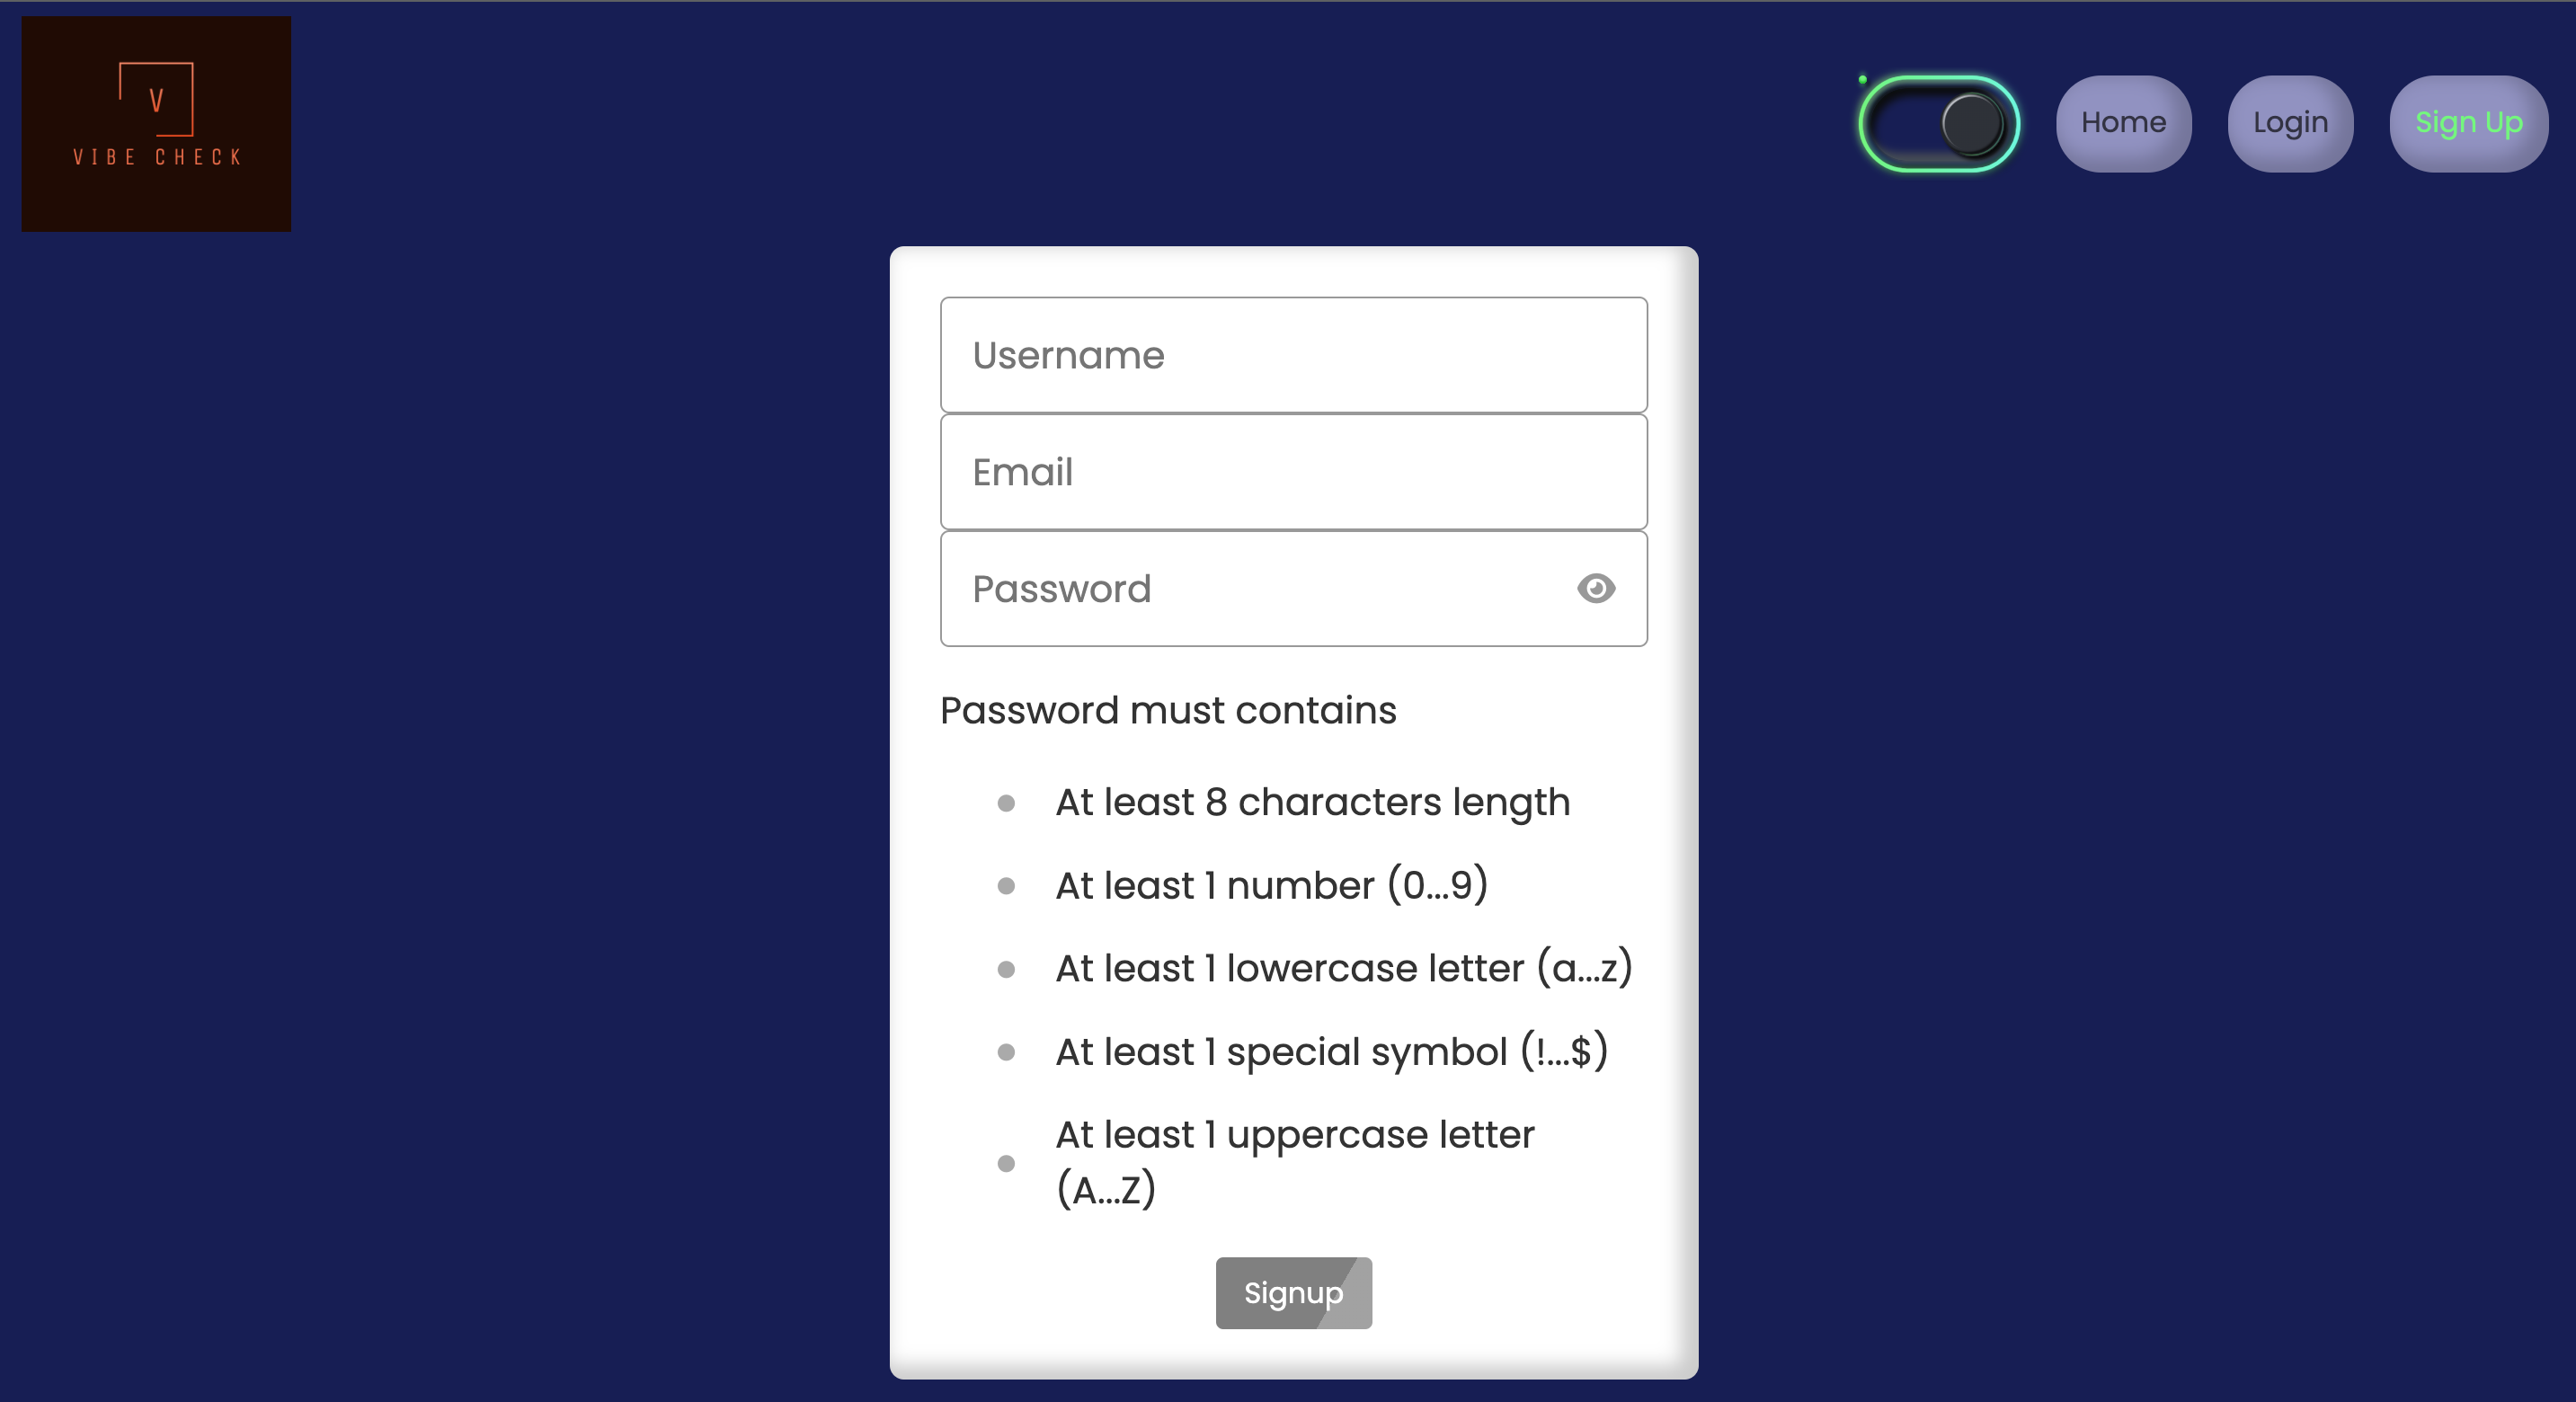 V
VIBE CHECK
Home
Login
Sign Up
Username
Email
Password
Password must contains
At least 8 characters length
At least 1 number (0...9)
At least 1 lowercase letter (a...z)
At least 1 special symbol (!...$)
At least 1 uppercase letter
(A...Z)
Signup